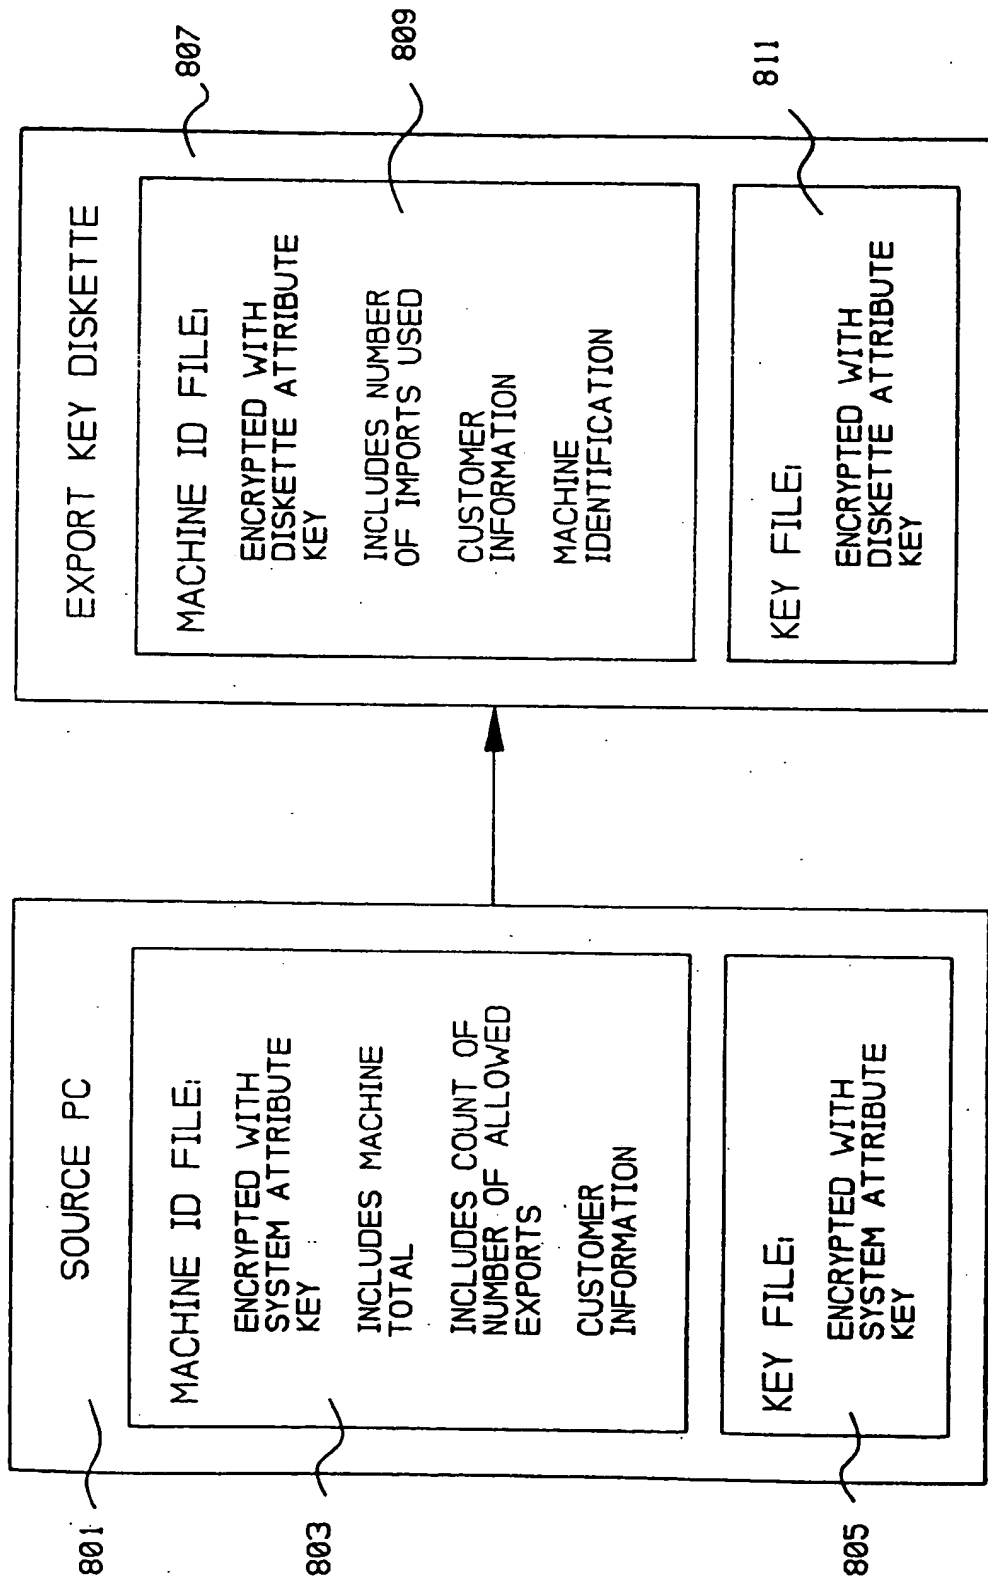 SOURCE PC
801
MACHINE ID FILE:
ENCRYPTED WITH
SYSTEM ATTRIBUTE
KEY
INCLUDES MACHINE
TOTAL
INCLUDES COUNT OF
NUMBER OF ALLOWED
EXPORTS
CUSTOMER
INFORMATION
803
KEY FILE:
ENCRYPTED WITH
SYSTEM ATTRIBUTE
KEY
805
EXPORT KEY DISKETTE
807
MACHINE ID FILE:
ENCRYPTED WITH
DISKETTE ATTRIBUTE
KEY
INCLUDES NUMBER
OF IMPORTS USED
CUSTOMER
INFORMATION
MACHINE
IDENTIFICATION
809
KEY FILE:
ENCRYPTED WITH
DISKETTE ATTRIBUTE
KEY
811